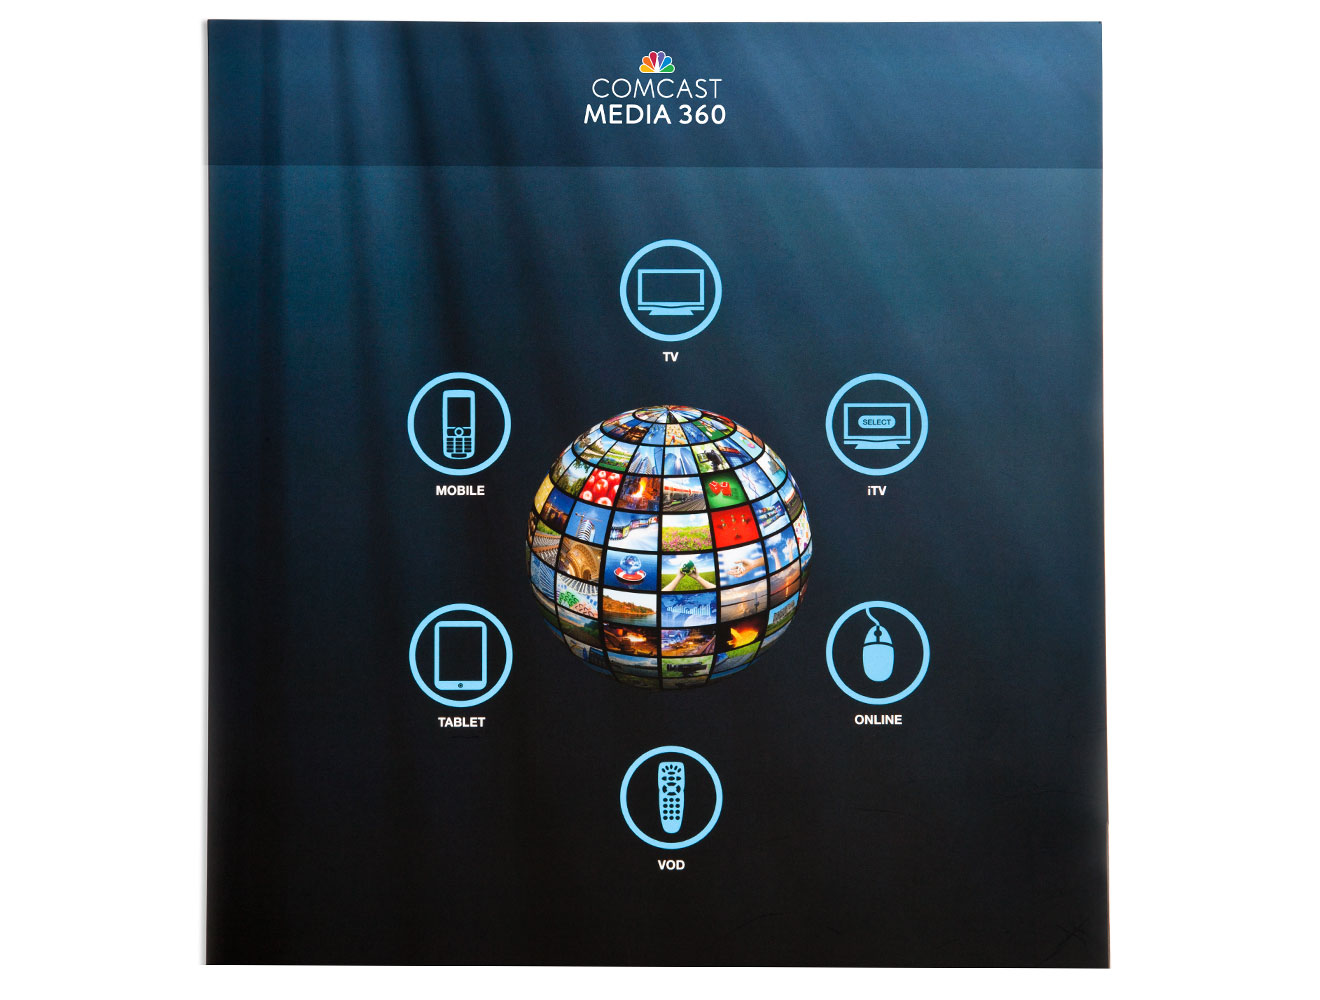 COMCAST
MEDIA 360
TV
MOBILE
SELECT
iTV
TABLET
ONLINE
VOD